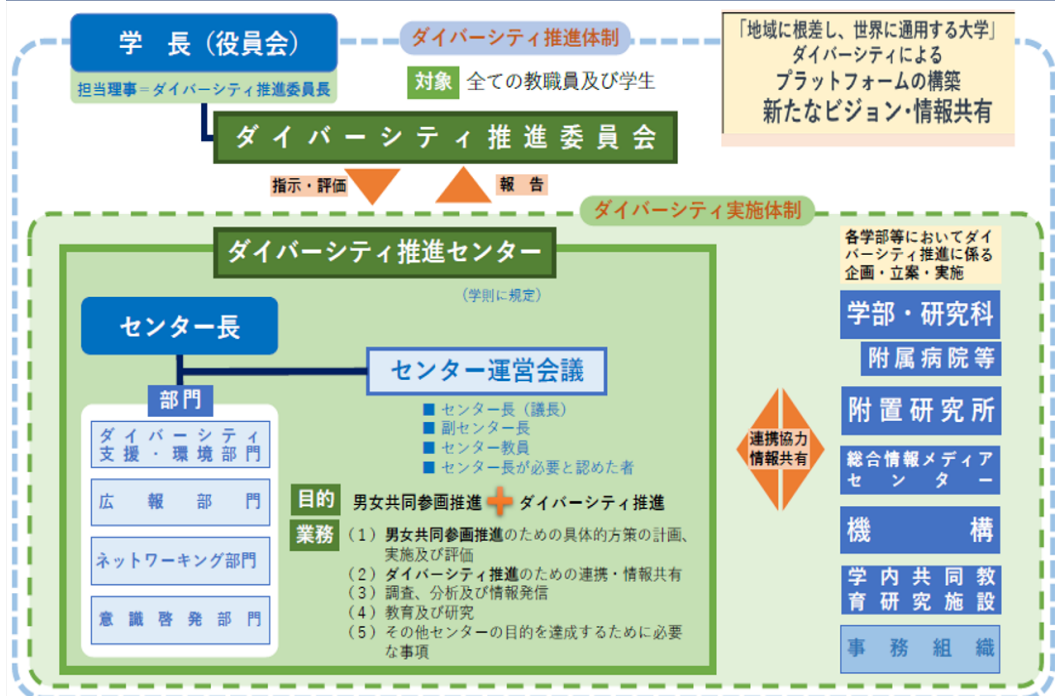 学 長（役員会）
担当理事＝ダイバーシティ推進委員長
ダイバーシティ推進体制
対象 全ての教職員及び学生
「地域に根差し、世界に通用する大学」
ダイバーシティによる
プラットフォームの構築
新たなビジョン・情報共有
ダイバーシティ推進委員会
指示・評価
報 告
ダイバーシティ実施体制
ダイバーシティ推進センター
（学則に規定）
センター長
センター運営会議
■ センター長（議長）
■ 副センター長
■ センター教員
■ センター長が必要と認めた者
部門
ダイバーシティ
支援・環境部門
広報部門
ネットワーキング部門
意識啓発部門
目的 男女共同参画推進 + ダイバーシティ推進
業務
（1）男女共同参画推進のための具体的方策の計画、
実施及び評価
（2）ダイバーシティ推進のための連携・情報共有
（3）調査、分析及び情報発信
（4）教育及び研究
（5）その他センターの目的を達成するために必要
な事項
連携協力
情報共有
各学部等においてダイ
バーシティ推進に係る
企画・立案・実施
学部・研究科
附属病院等
附置研究所
総合情報メディア
センター
機構
学内共同教
育研究施設
事務組織